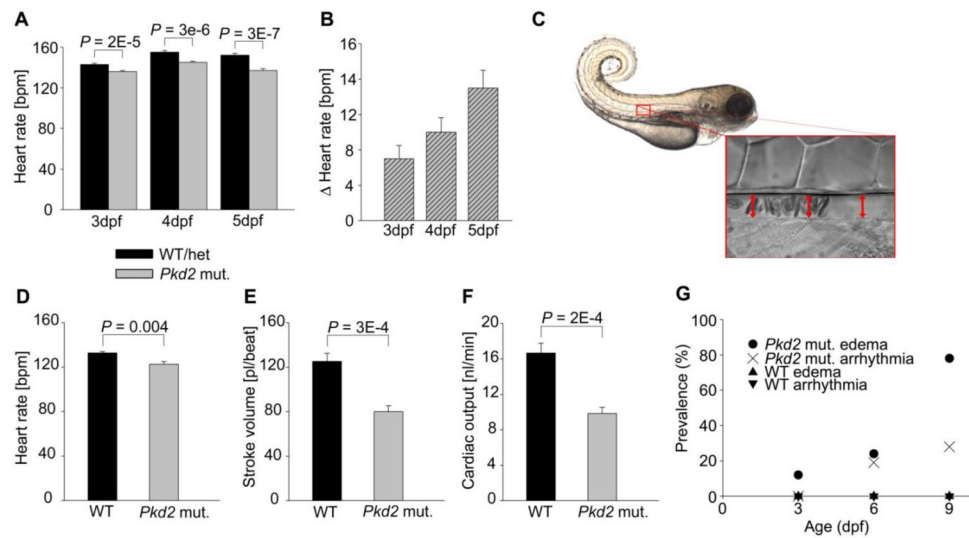 A
P = 2E-5
P = 3e-6
P = 3E-7
160
120
80
40
0
Heart rate [bpm]
3dpf
4dpf
5dpf
WT/het
Pkd2 mut.
B
16
12
8
4
0
Δ Heart rate [bpm]
3dpf
4dpf
5dpf
C
D
P = 0.004
160
120
80
40
0
Heart rate [bpm]
WT
Pkd2 mut.
E
P = 3E-4
160
120
80
40
0
Stroke volume [pl/beat]
WT
Pkd2 mut.
F
P = 2E-4
20
16
12
8
4
0
Cardiac output [nl/min]
WT
Pkd2 mut.
G
Pkd2 mut. edema
Pkd2 mut. arrhythmia
WT edema
WT arrhythmia
100
80
60
40
20
0
Prevalence (%)
0
3
6
9
Age (dpf)